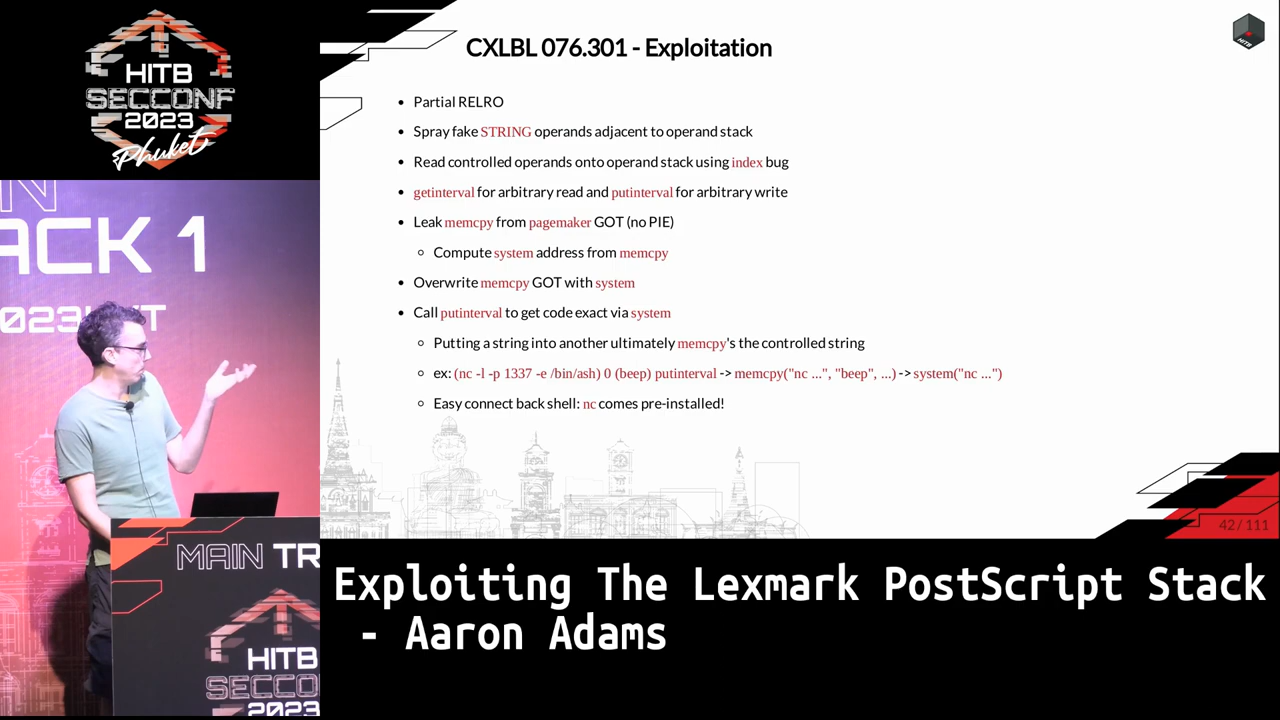 HITB
SECCONF
2023
Phuket
CXLBL 076.301 - Exploitation
HITB
• Partial RELRO
• Spray fake STRING operands adjacent to operand stack
• Read controlled operands onto operand stack using index bug
• getinterval for arbitrary read and putinterval for arbitrary write
• Leak memcpy from pagemaker GOT (no PIE)
○ Compute system address from memcpy
• Overwrite memcpy GOT with system
• Call putinterval to get code exact via system
○ Putting a string into another ultimately memcpy's the controlled string
○ ex: (nc -l -p 1337 -e /bin/ash) 0 (beep) putinterval -> memcpy("nc ...", "beep", ...) -> system("nc ...")
○ Easy connect back shell: nc comes pre-installed!
42 / 111
ACK 1
MAIN TR
HITB
SECCO
2023
Exploiting The Lexmark PostScript Stack
- Aaron Adams